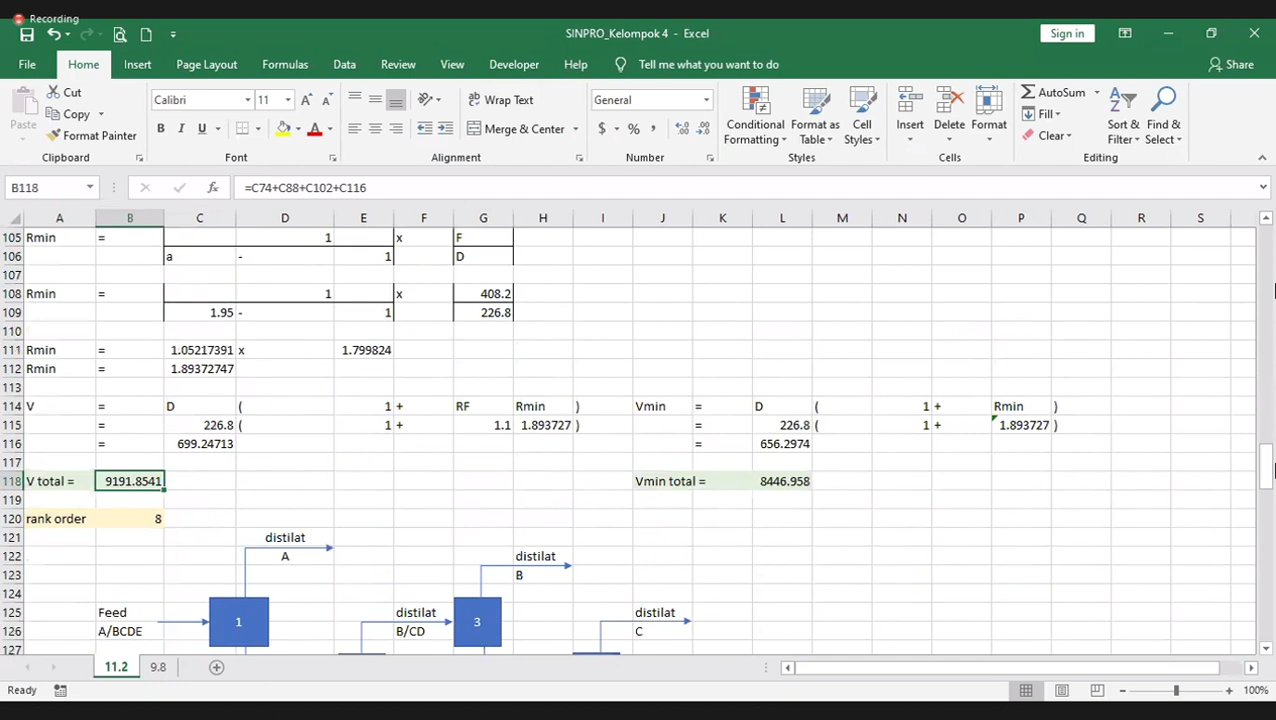 Recording
SINPRO_Kelompok 4 - Excel
Sign in
File Home Insert Page Layout Formulas Data Review View Developer Help Tell me what you want to do Share
Paste
Cut
Copy
Format Painter
Clipboard
Calibri 11
B I U
Font
Wrap Text
Merge & Center
Alignment
General
$ % ,
Number
Conditional Formatting
Format as Table
Cell Styles
Styles
Insert Delete Format
Cells
AutoSum
Fill
Clear
Sort & Filter
Find & Select
Editing
B118 =C74+C88+C102+C116
A B C D E F G H I J K L M N O P Q R S
105 Rmin = 1 x F
106 a - 1 D
107
108 Rmin = 1 x 408.2
109 1.95 - 1 226.8
110
111 Rmin = 1.05217391 x 1.799824
112 Rmin = 1.89372747
113
114 V = D ( 1 + RF Rmin ) Vmin = D ( 1 + Rmin )
115 = 226.8 ( 1 + 1.1 1.893727 ) = 226.8 ( 1 + 1.893727 )
116 = 699.24713 = 656.2974
117
118 V total = 9191.8541 Vmin total = 8446.958
119
120 rank order 8
121 distilat
122 A distilat
123 B
124
125 Feed 1 distilat 3 distilat
126 A/BCDE B/CD C
127
11.2 9.8
Ready 100%